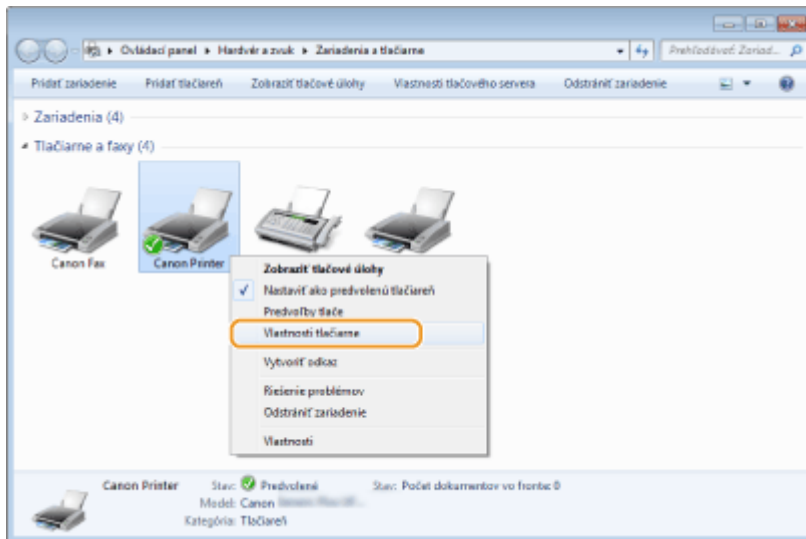 Ovládací panel Hardvér a zvuk Zariadenia a tlačiarne
Prehľadávať: Zariad...
Pridať zariadenie Pridať tlačiareň Zobraziť tlačové úlohy Vlastnosti tlačového servera Odstrániť zariadenie
Zariadenia (4)
Tlačiarne a faxy (4)
Canon Fax Canon Printer
Zobraziť tlačové úlohy
Nastaviť ako predvolenú tlačiareň
Predvoľby tlače
Vlastnosti tlačiarne
Vytvoriť odkaz
Riešenie problémov
Odstrániť zariadenie
Vlastnosti
Canon Printer Stav: Predvolené Stav: Počet dokumentov vo fronte: 0
Model: Canon
Kategória: Tlačiareň